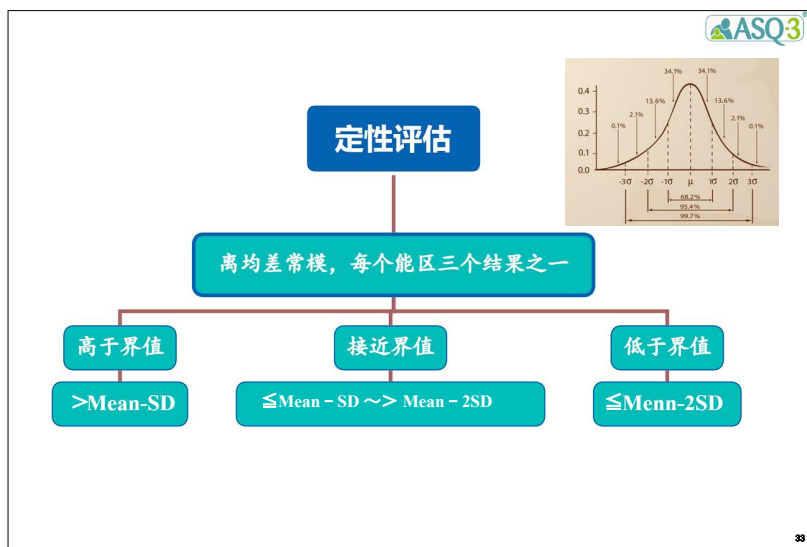 ASQ-3
定性评估
34.1% 34.1%
13.6% 13.6%
2.1% 2.1%
0.1% 0.1%
0.4
0.3
0.2
0.1
0.0
-3σ -2σ -1σ μ 1σ 2σ 3σ
68.2%
95.4%
99.7%
离均差常模，每个能区三个结果之一
高于界值 接近界值 低于界值
＞Mean-SD ≦Mean－SD ～＞ Mean－2SD ≦Menn-2SD
33